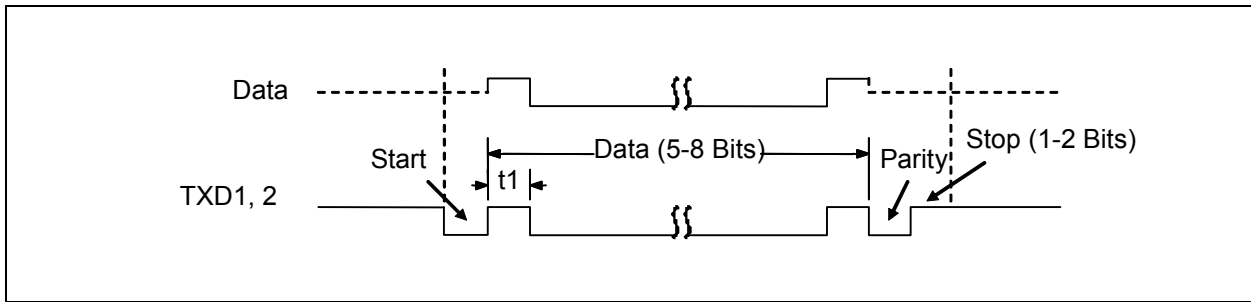 Data
Data (5-8 Bits)
Stop (1-2 Bits)
Start
Parity
t1
TXD1, 2